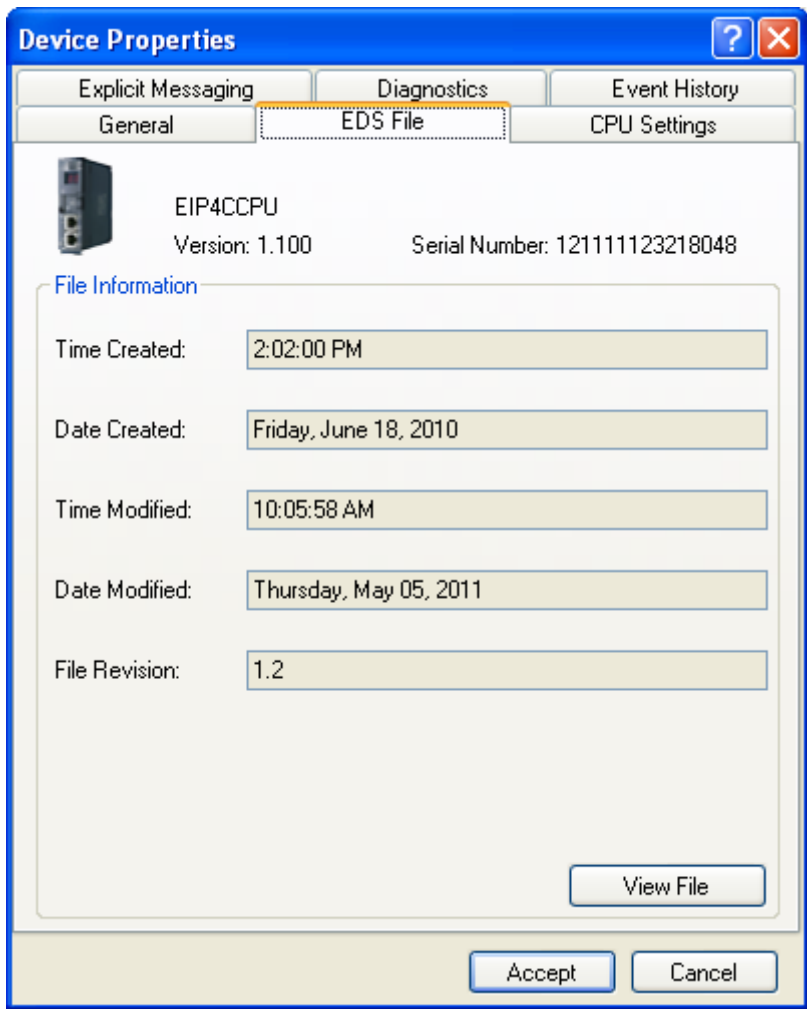 Device Properties
Explicit Messaging Diagnostics Event History
General EDS File CPU Settings
EIP4CCPU
Version: 1.100 Serial Number: 121111123218048
File Information
Time Created: 2:02:00 PM
Date Created: Friday, June 18, 2010
Time Modified: 10:05:58 AM
Date Modified: Thursday, May 05, 2011
File Revision: 1.2
View File
Accept Cancel